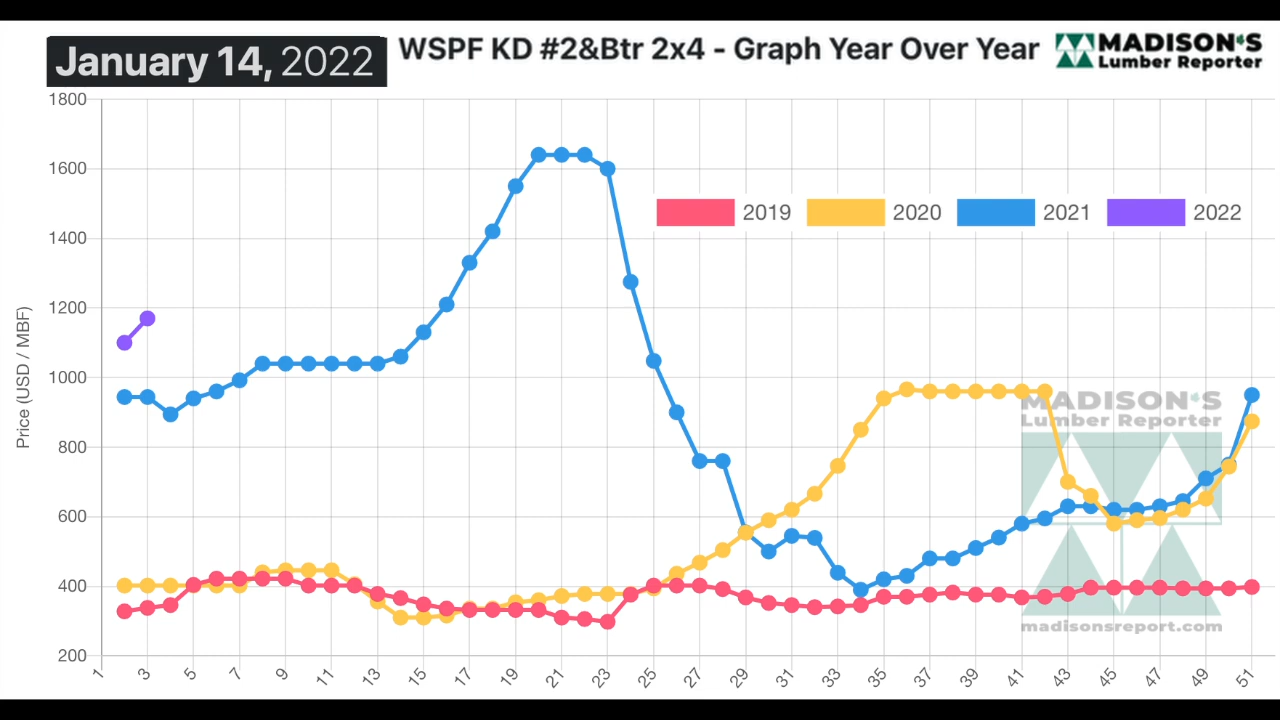 January 14, 2022
WSPF KD #2&Btr 2x4 - Graph Year Over Year
MADISON'S
Lumber Reporter
1800
1600
1400
1200
1000
800
600
400
200
Price (USD / MBF)
2019 2020 2021 2022
MADISON'S
Lumber Reporter
madisonsreport.com
1 3 5 7 9 11 13 15 17 19 21 23 25 27 29 31 33 35 37 39 41 43 45 47 49 51